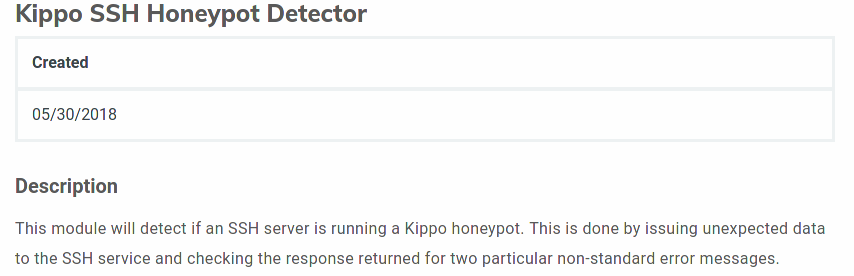 Kippo SSH Honeypot Detector
Created
05/30/2018
Description
This module will detect if an SSH server is running a Kippo honeypot. This is done by issuing unexpected data
to the SSH service and checking the response returned for two particular non-standard error messages.